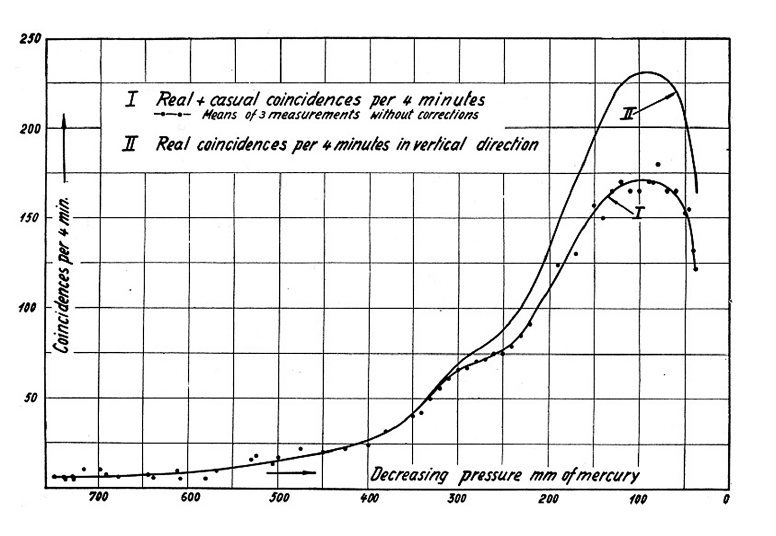 250
200
150
100
50
Coincidences per 4 min.
I Real + casual coincidences per 4 minutes
Means of 3 measurements without corrections
II Real coincidences per 4 minutes in vertical direction
II
I
Decreasing pressure mm of mercury
700 600 500 400 300 200 100 0